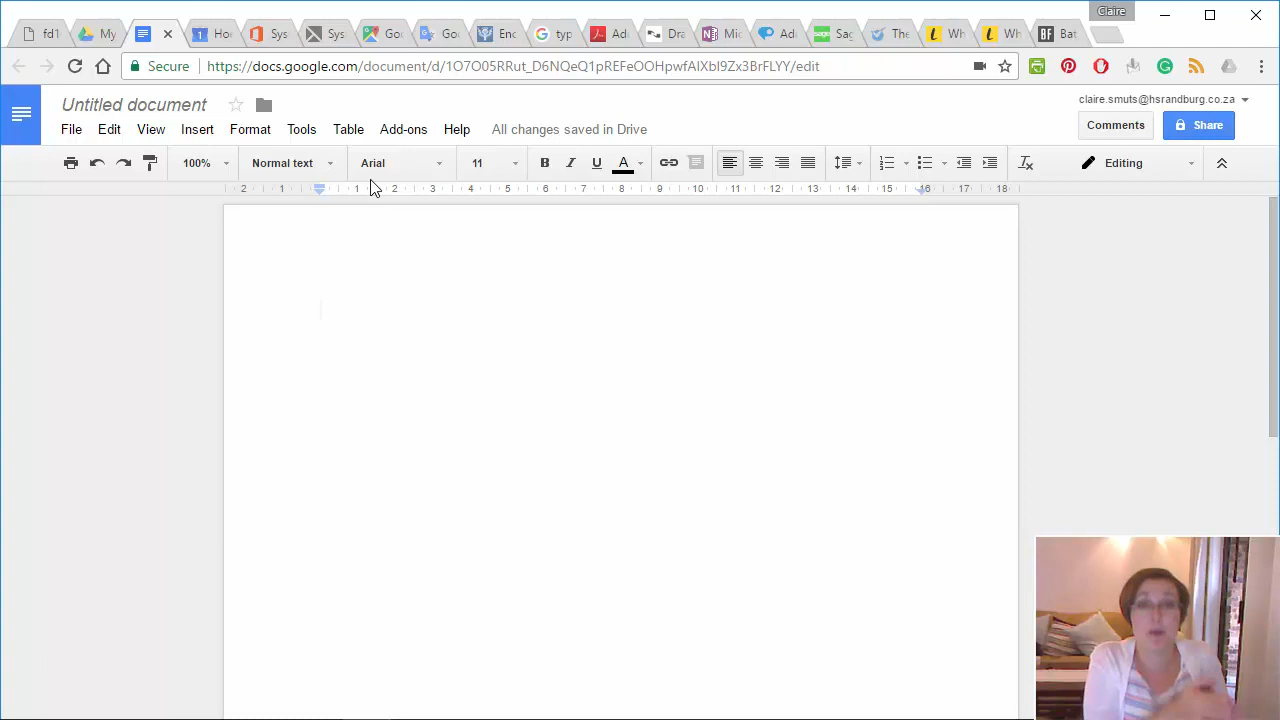 Claire
fd1
My
Hor
Sys
Sys
Go
Go
Enc
typ
Ad
Dra
Mic
Ad
Sag
The
Wh
Wh
BF Bat
Secure https://docs.google.com/document/d/1O7O05RRut_D6NQeQ1pREFeOOHpwfAIXbI9Zx3BrFLYY/edit
Untitled document
claire.smuts@hsrandburg.co.za
File Edit View Insert Format Tools Table Add-ons Help All changes saved in Drive
Comments Share
100% Normal text Arial 11 B I U A Editing
2 1 1 2 3 4 5 6 7 8 9 10 11 12 13 14 15 16 17 18